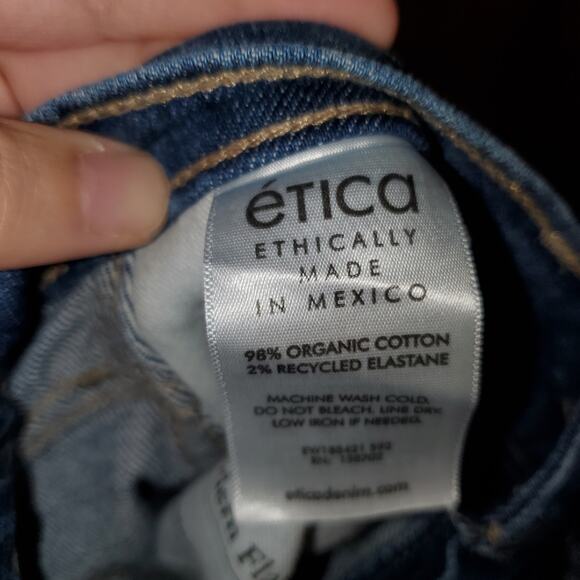 éTICa
ETHICALLY
MADE
IN MEXICO
98% ORGANIC COTTON
2% RECYCLED ELASTANE
MACHINE WASH COLD.
DO NOT BLEACH. LINE DRY.
LOW IRON IF NEEDED.
eticadenim.com